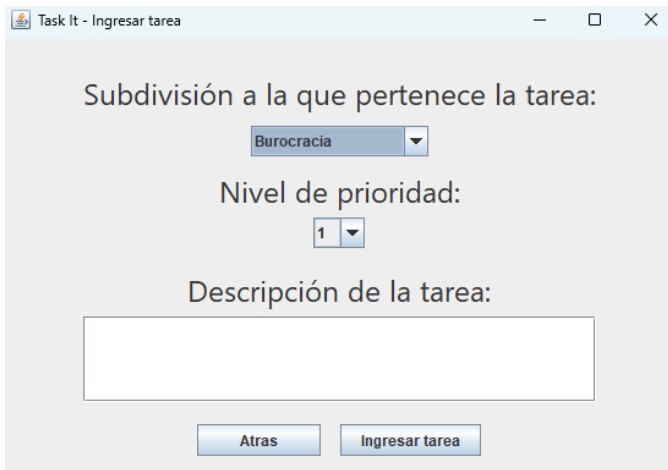 Task It - Ingresar tarea
Subdivisión a la que pertenece la tarea:
Burocracia
Nivel de prioridad:
1
Descripción de la tarea:
Atras Ingresar tarea